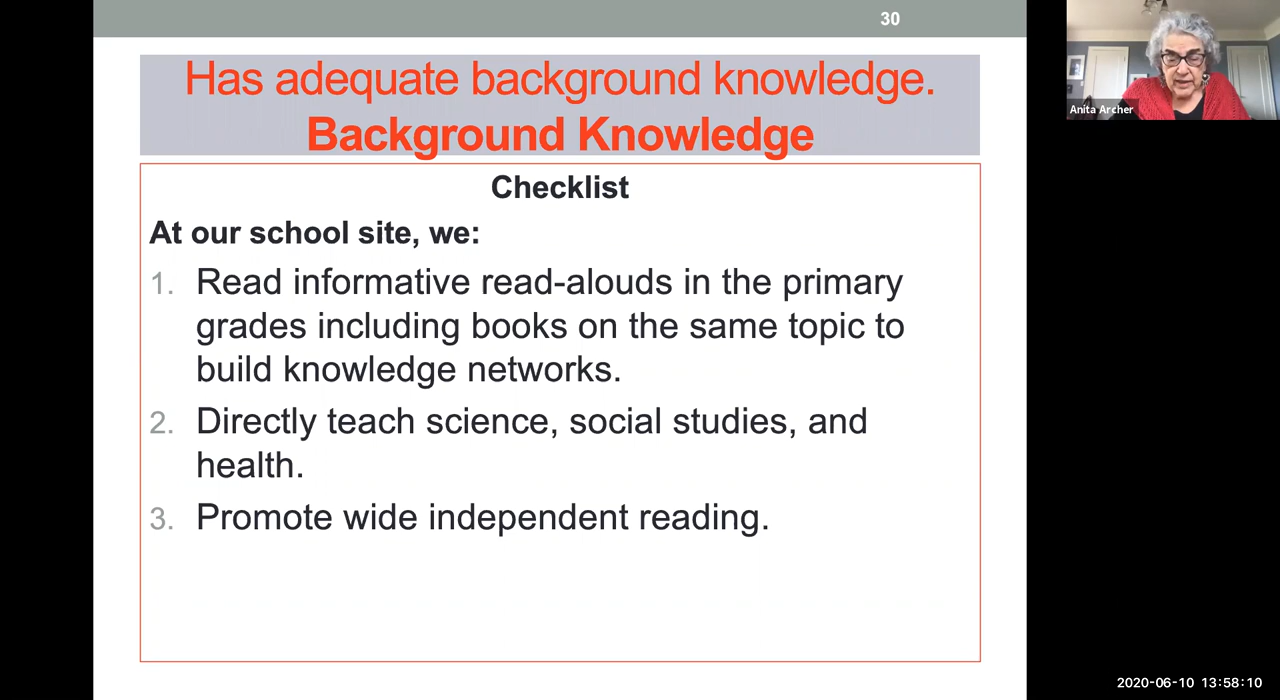 30
Has adequate background knowledge.
Background Knowledge
Checklist
At our school site, we:
1. Read informative read-alouds in the primary
grades including books on the same topic to
build knowledge networks.
2. Directly teach science, social studies, and
health.
3. Promote wide independent reading.
Anita Archer
2020-06-10 13:58:10